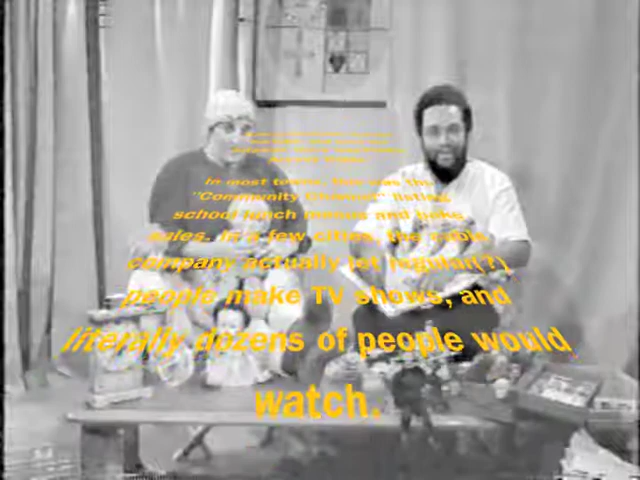 In most towns, this was the
"Community Channel" listing
school lunch menus and bake
sales. In a few cities, the cable
company actually let regular(?)
people make TV shows, and
literally dozens of people would
watch.